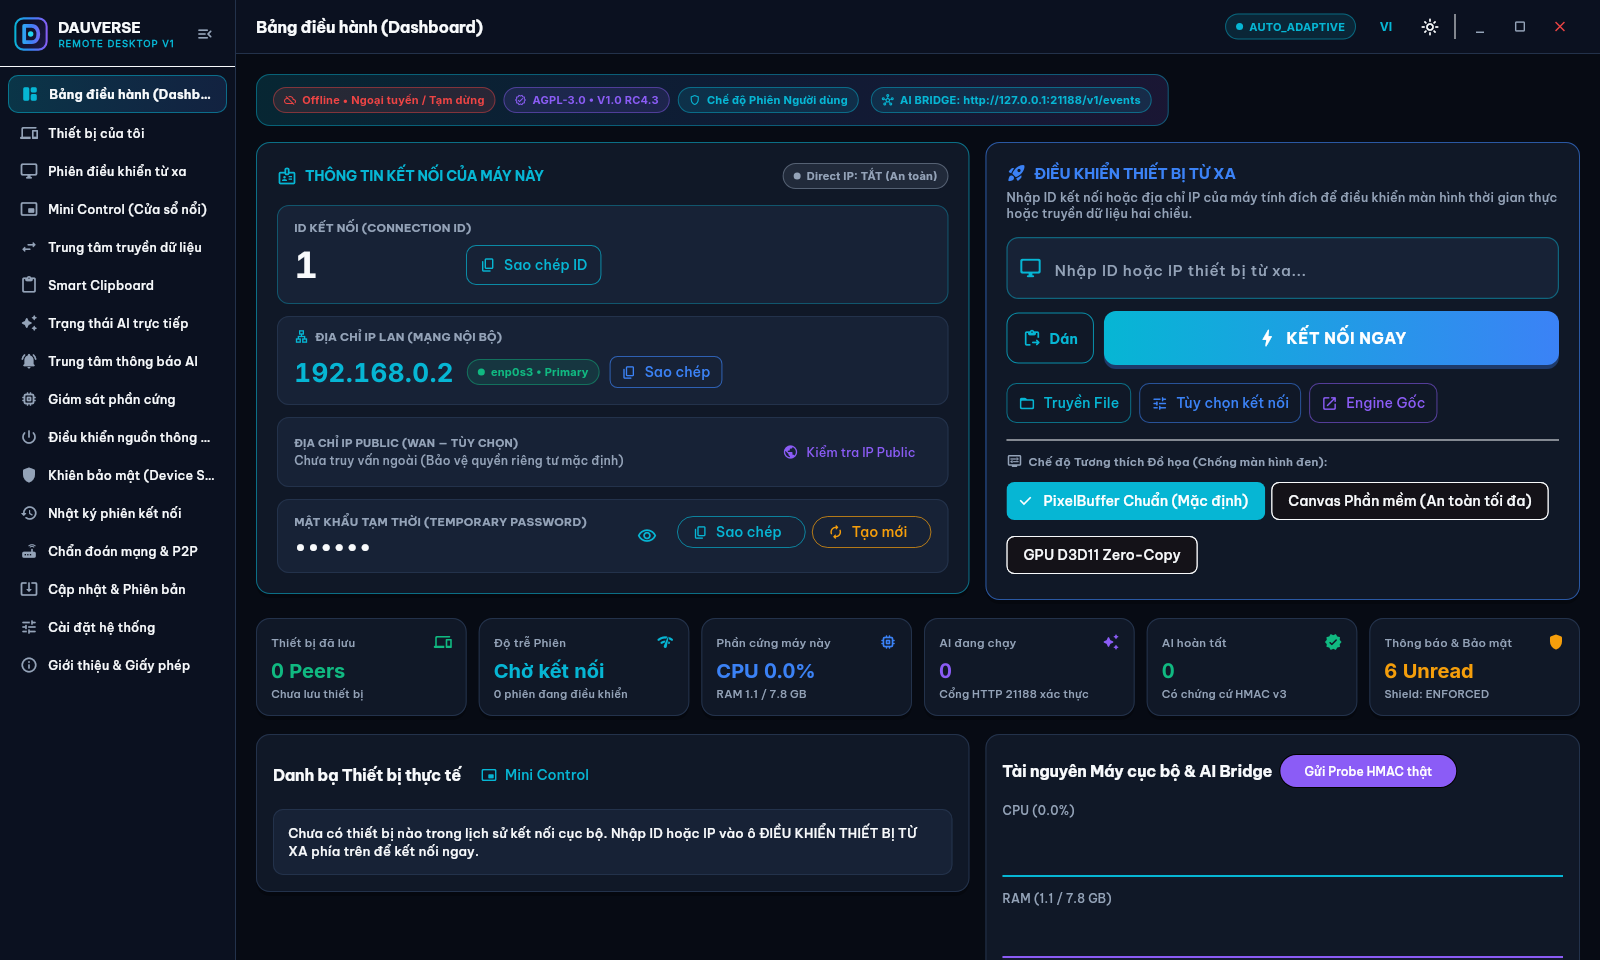 DAUVERSE
REMOTE DESKTOP V1
Bảng điều hành (Dashb...
Thiết bị của tôi
Phiên điều khiển từ xa
Mini Control (Cửa sổ nổi)
Trung tâm truyền dữ liệu
Smart Clipboard
Trạng thái AI trực tiếp
Trung tâm thông báo AI
Giám sát phần cứng
Điều khiển nguồn thông ...
Khiên bảo mật (Device S...
Nhật ký phiên kết nối
Chẩn đoán mạng & P2P
Cập nhật & Phiên bản
Cài đặt hệ thống
Giới thiệu & Giấy phép
Bảng điều hành (Dashboard)
AUTO_ADAPTIVE
VI
Offline • Ngoại tuyến / Tạm dừng
AGPL-3.0 • V1.0 RC4.3
Chế độ Phiên Người dùng
AI BRIDGE: http://127.0.0.1:21188/v1/events
THÔNG TIN KẾT NỐI CỦA MÁY NÀY
Direct IP: TẮT (An toàn)
ID KẾT NỐI (CONNECTION ID)
1
Sao chép ID
ĐỊA CHỈ IP LAN (MẠNG NỘI BỘ)
192.168.0.2
enp0s3 • Primary
Sao chép
ĐỊA CHỈ IP PUBLIC (WAN — TÙY CHỌN)
Chưa truy vấn ngoài (Bảo vệ quyền riêng tư mặc định)
Kiểm tra IP Public
MẬT KHẨU TẠM THỜI (TEMPORARY PASSWORD)
••••••
Sao chép
Tạo mới
ĐIỀU KHIỂN THIẾT BỊ TỪ XA
Nhập ID kết nối hoặc địa chỉ IP của máy tính đích để điều khiển màn hình thời gian thực
hoặc truyền dữ liệu hai chiều.
Nhập ID hoặc IP thiết bị từ xa...
Dán
KẾT NỐI NGAY
Truyền File
Tùy chọn kết nối
Engine Gốc
Chế độ Tương thích Đồ họa (Chống màn hình đen):
PixelBuffer Chuẩn (Mặc định)
Canvas Phần mềm (An toàn tối đa)
GPU D3D11 Zero-Copy
Thiết bị đã lưu
0 Peers
Chưa lưu thiết bị
Độ trễ Phiên
Chờ kết nối
0 phiên đang điều khiển
Phần cứng máy này
CPU 0.0%
RAM 1.1 / 7.8 GB
AI đang chạy
0
Cổng HTTP 21188 xác thực
AI hoàn tất
0
Có chứng cứ HMAC v3
Thông báo & Bảo mật
6 Unread
Shield: ENFORCED
Danh bạ Thiết bị thực tế
Mini Control
Chưa có thiết bị nào trong lịch sử kết nối cục bộ. Nhập ID hoặc IP vào ô ĐIỀU KHIỂN THIẾT BỊ TỪ
XA phía trên để kết nối ngay.
Tài nguyên Máy cục bộ & AI Bridge
Gửi Probe HMAC thật
CPU (0.0%)
RAM (1.1 / 7.8 GB)